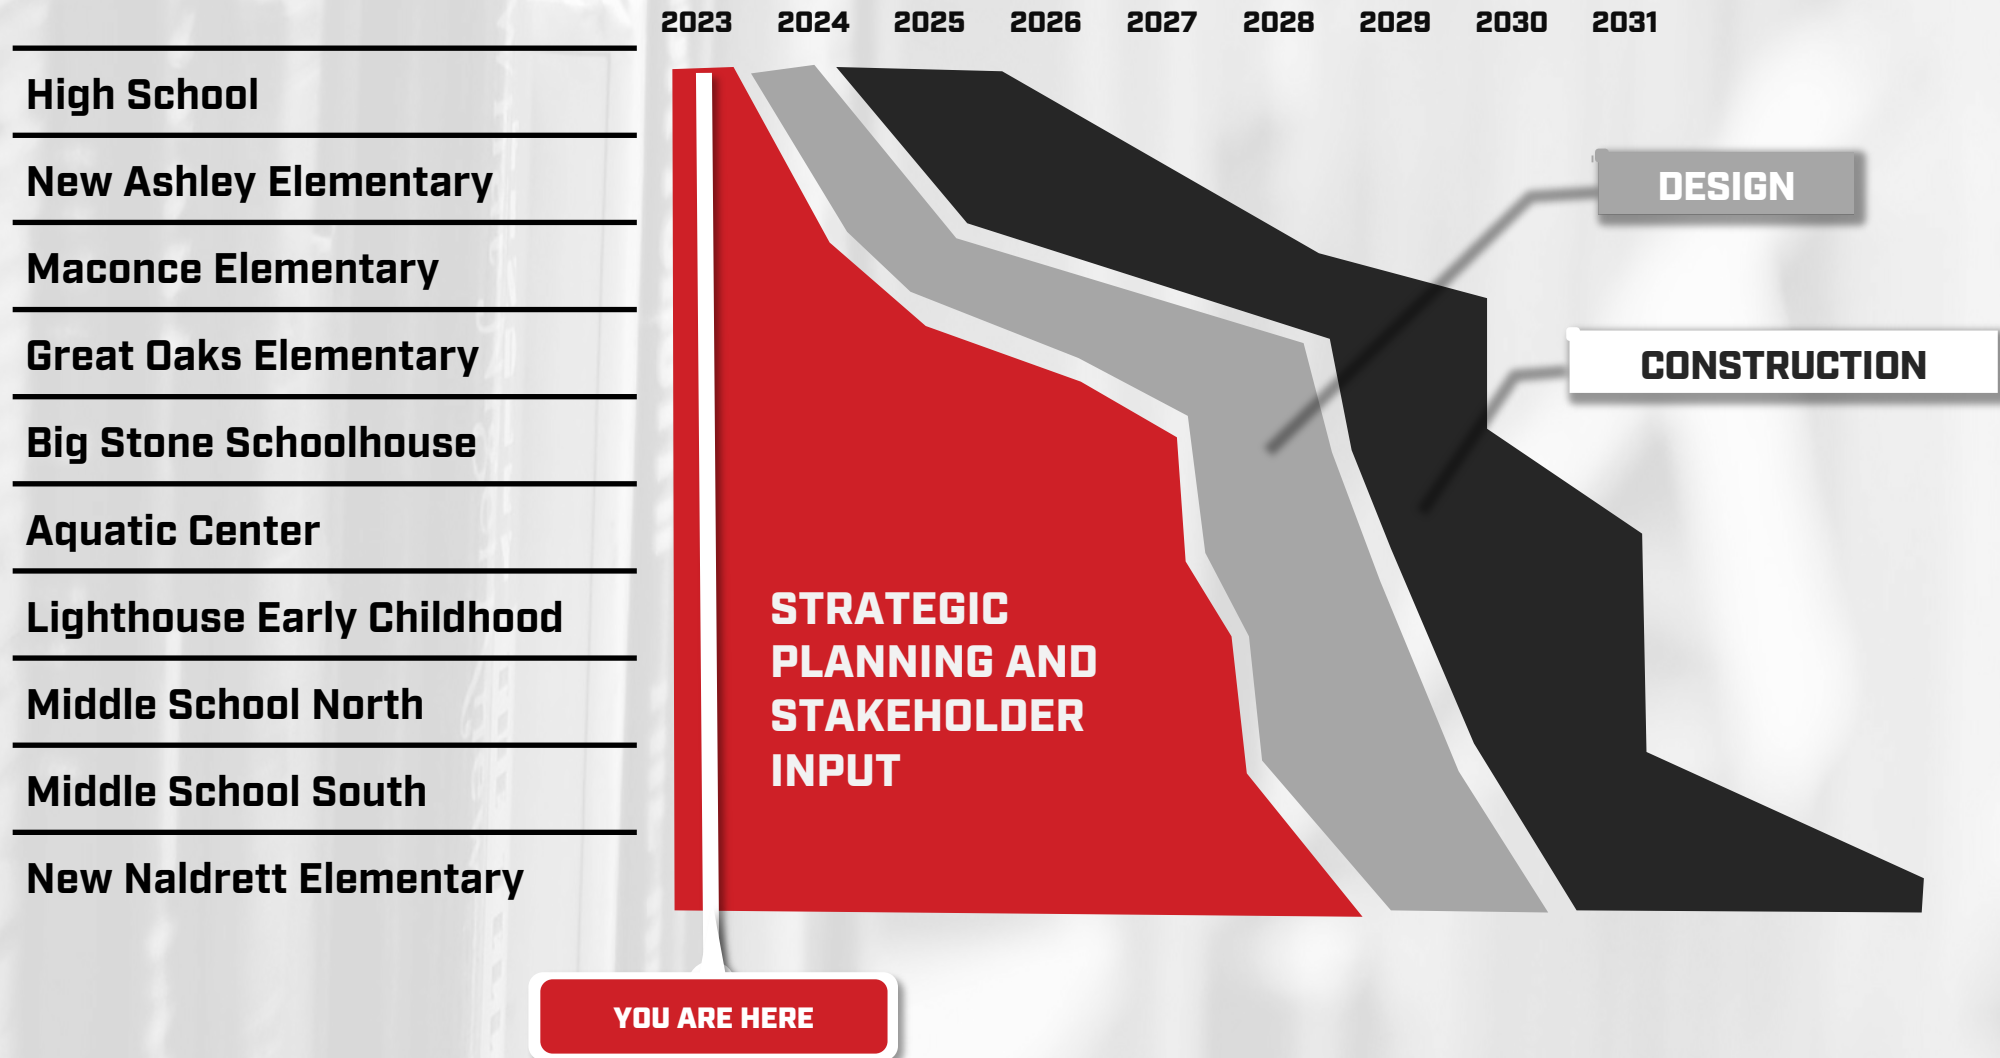 2023 2024 2025 2026 2027 2028 2029 2030 2031
High School
New Ashley Elementary
Maconce Elementary
Great Oaks Elementary
Big Stone Schoolhouse
Aquatic Center
Lighthouse Early Childhood
Middle School North
Middle School South
New Naldrett Elementary
DESIGN
CONSTRUCTION
STRATEGIC
PLANNING AND
STAKEHOLDER
INPUT
YOU ARE HERE